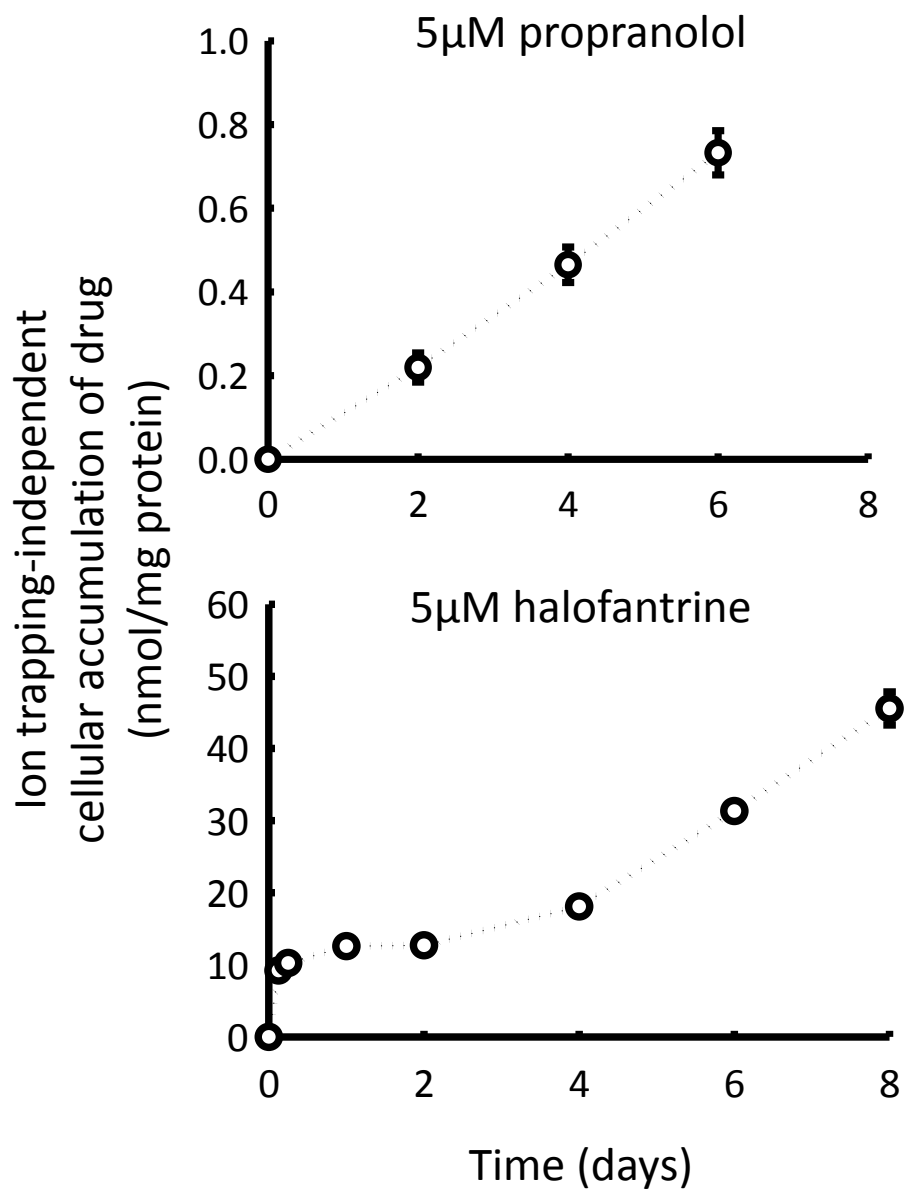 5µM propranolol
1.0
0.8
0.6
0.4
0.2
0.0
0 2 4 6 8
Ion trapping-independent
cellular accumulation of drug
(nmol/mg protein)
5µM halofantrine
60
50
40
30
20
10
0
0 2 4 6 8
Time (days)